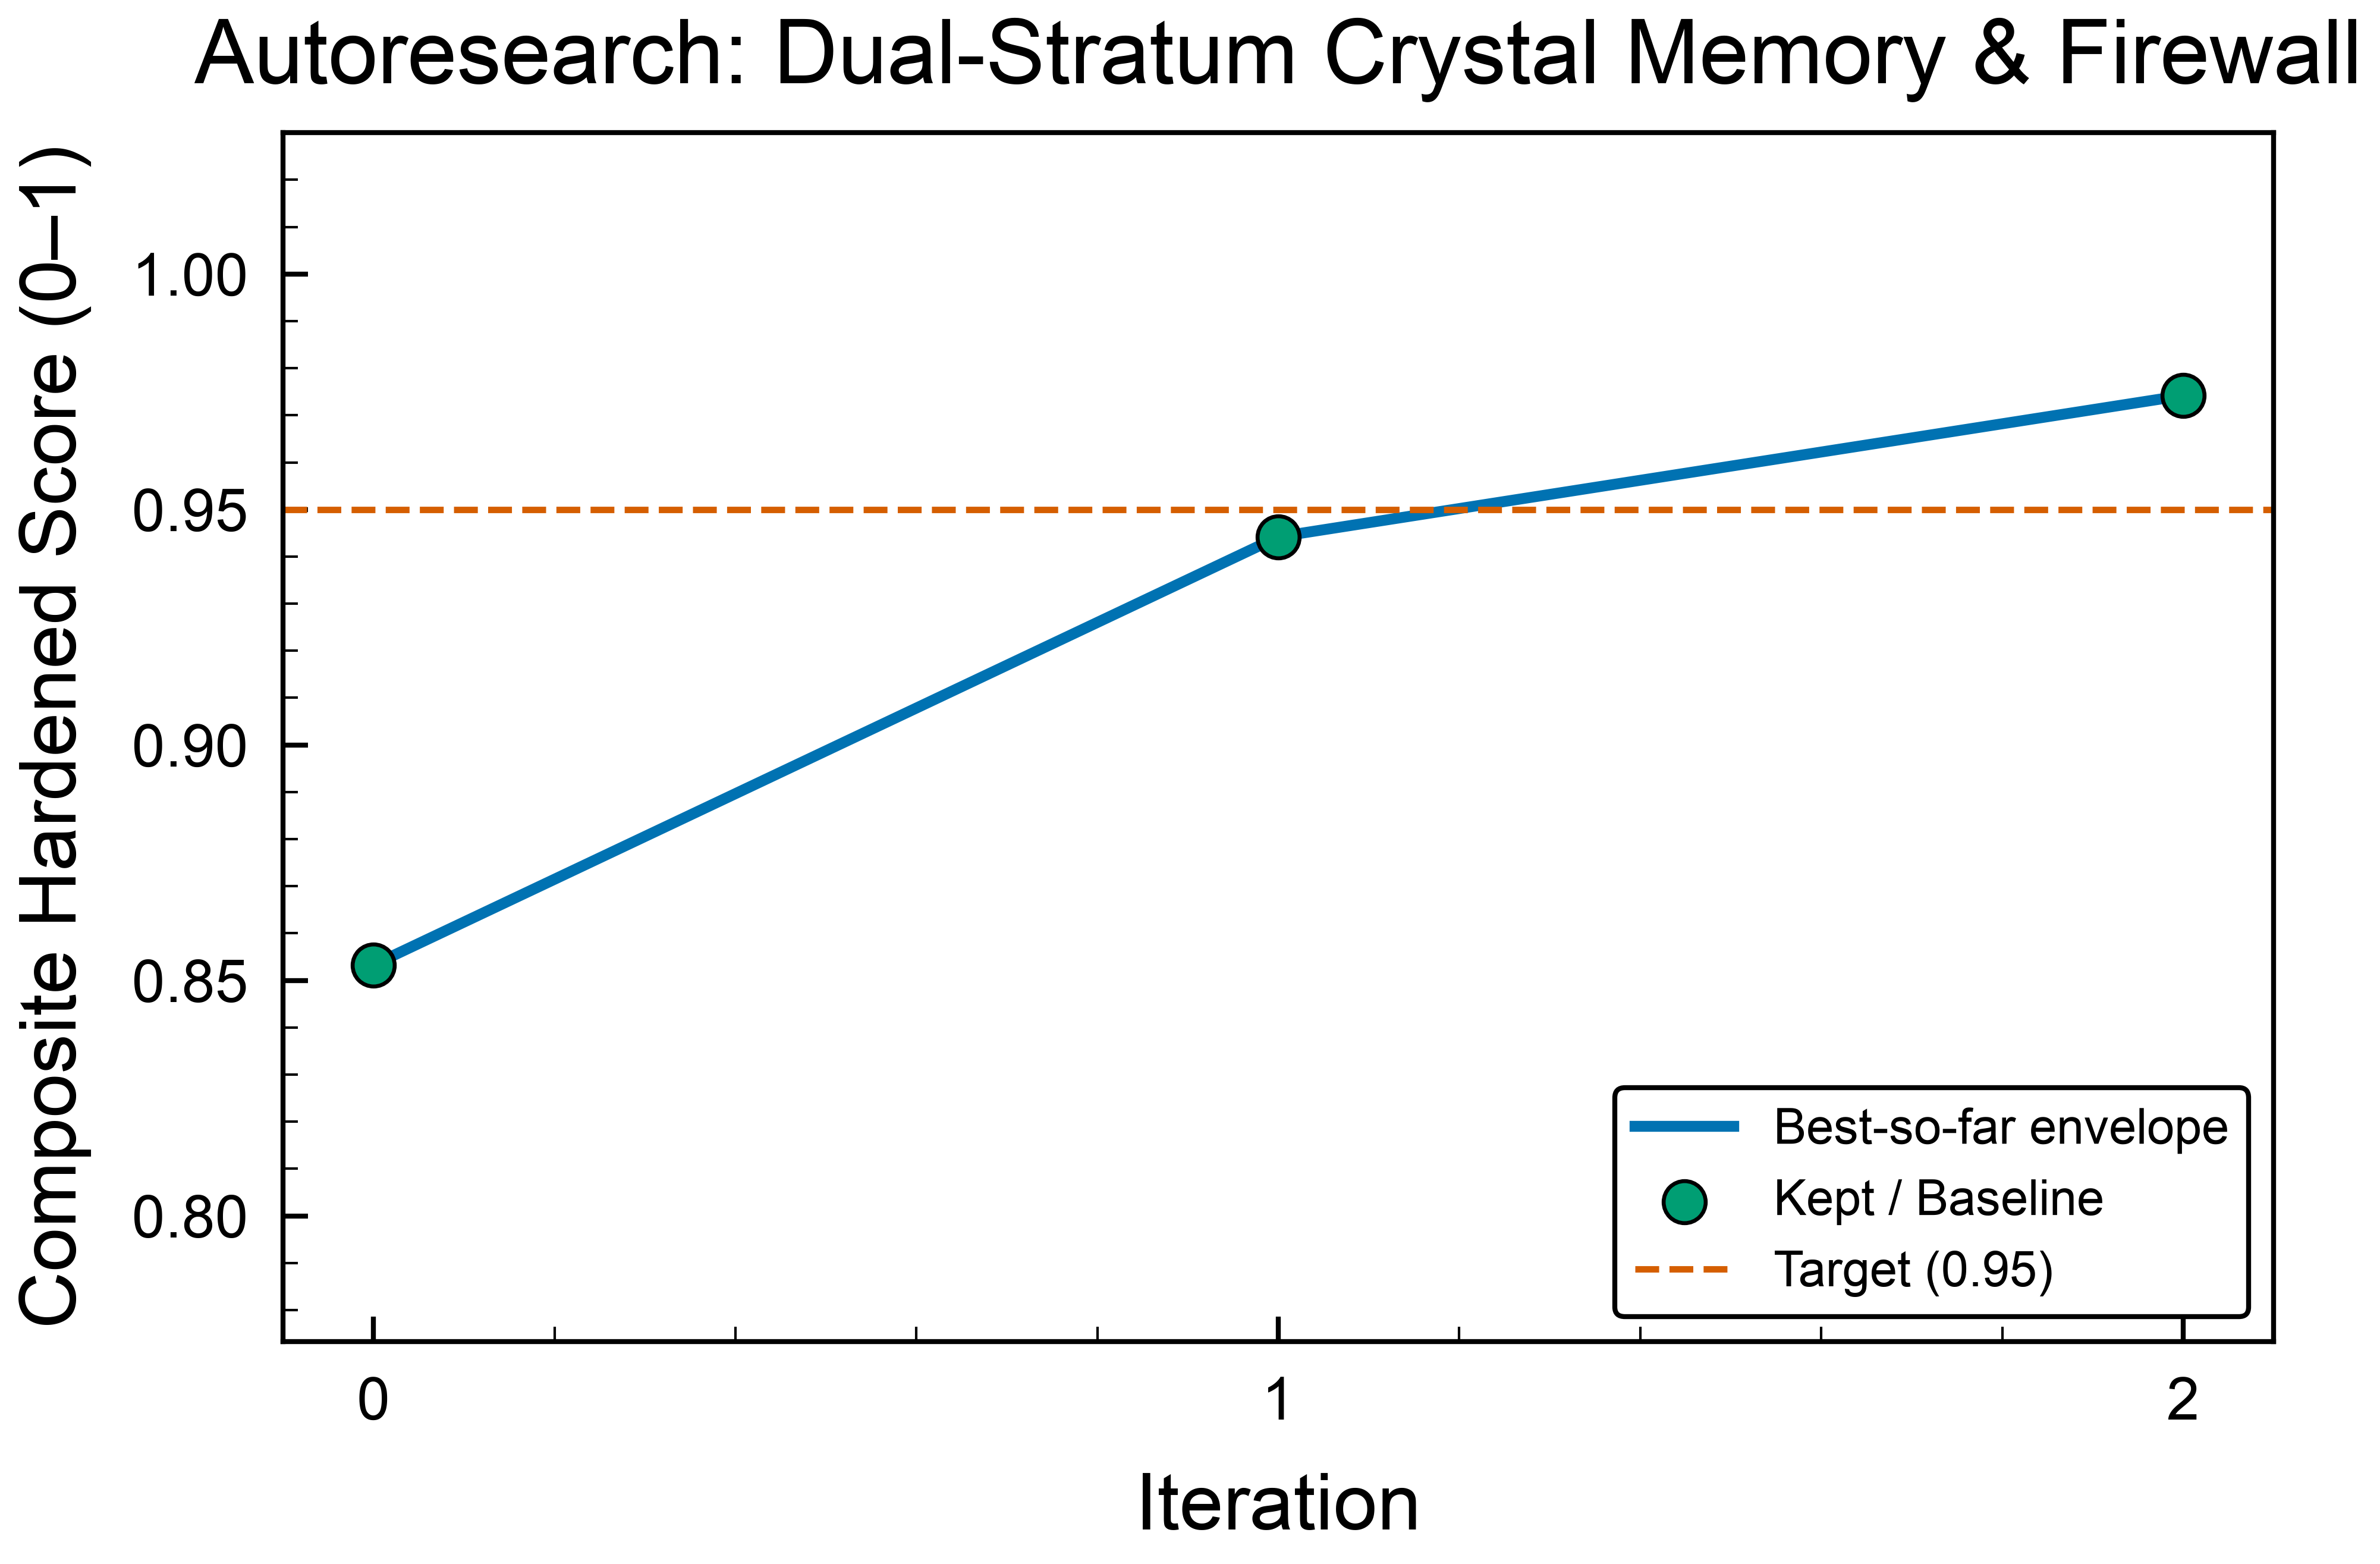 Autoresearch: Dual-Stratum Crystal Memory & Firewall
Composite Hardened Score (0–1)
1.00
0.95
0.90
0.85
0.80
Best-so-far envelope
Kept / Baseline
Target (0.95)
0 1 2
Iteration